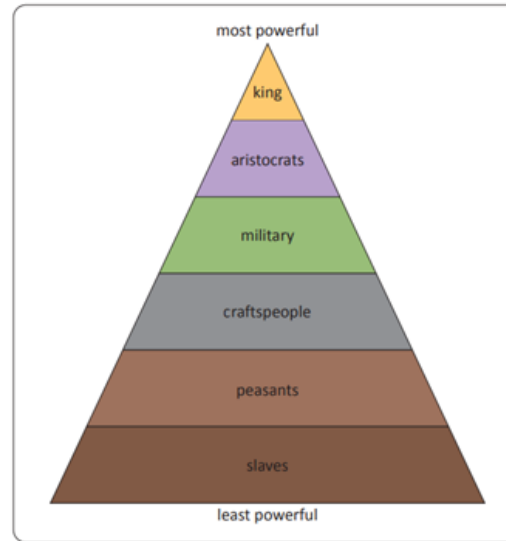 most powerful
king
aristocrats
military
craftspeople
peasants
slaves
least powerful